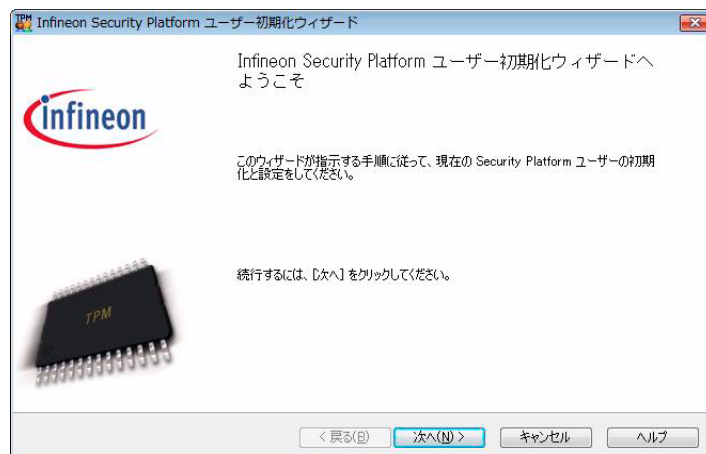 Infineon Security Platform ユーザー初期化ウィザード
Infineon Security Platform ユーザー初期化ウィザードへ
ようこそ
infineon
このウィザードが指示する手順に従って、現在の Security Platform ユーザーの初期
化と設定をしてください。
続行するには、[次へ] をクリックしてください。
TPM
< 戻る(B)
次へ(N) >
キャンセル
ヘルプ